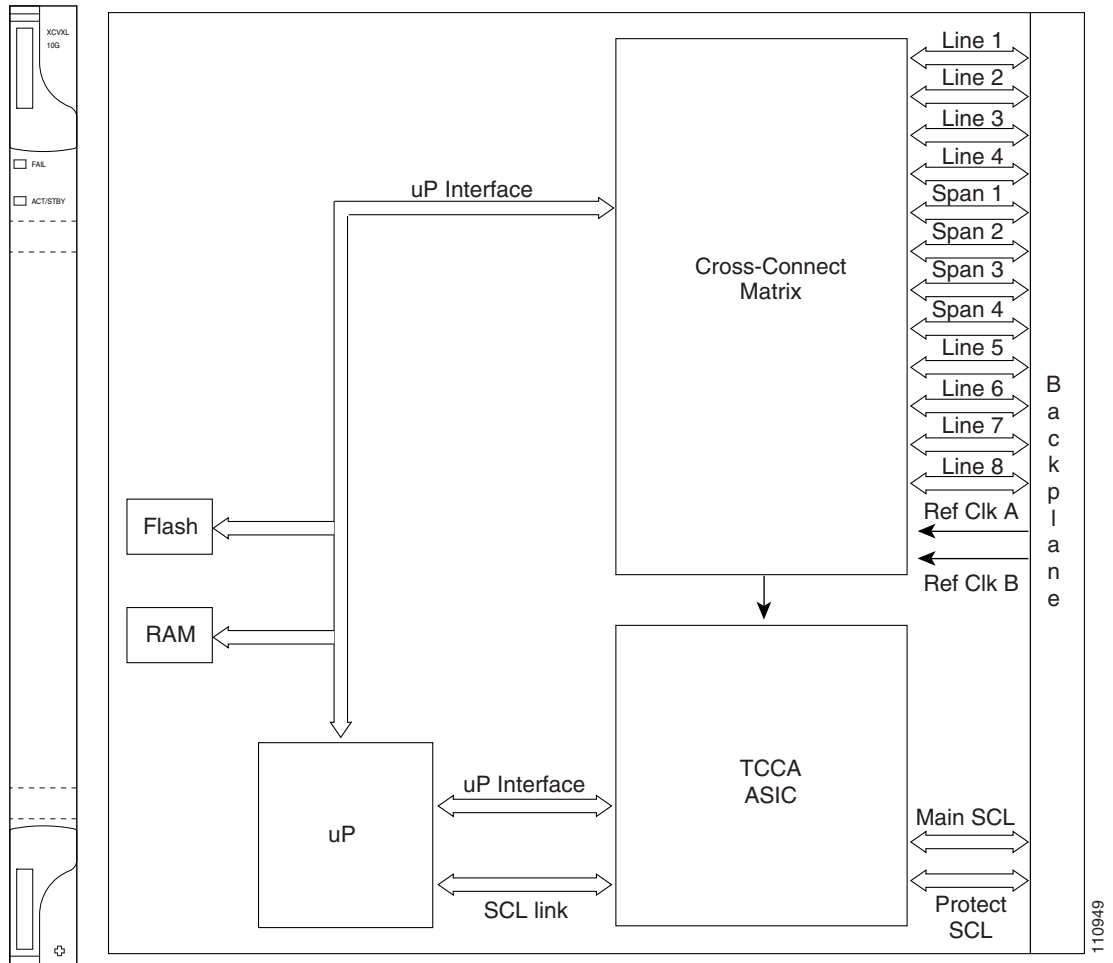 XCVXL
10G
FAIL
ACT/STBY
uP Interface
Cross-Connect
Matrix
Line 1
Line 2
Line 3
Line 4
Span 1
Span 2
Span 3
Span 4
Line 5
Line 6
Line 7
Line 8
Ref Clk A
Ref Clk B
Backplane
Flash
RAM
uP
uP Interface
SCL link
TCCA
ASIC
Main SCL
Protect
SCL
110949